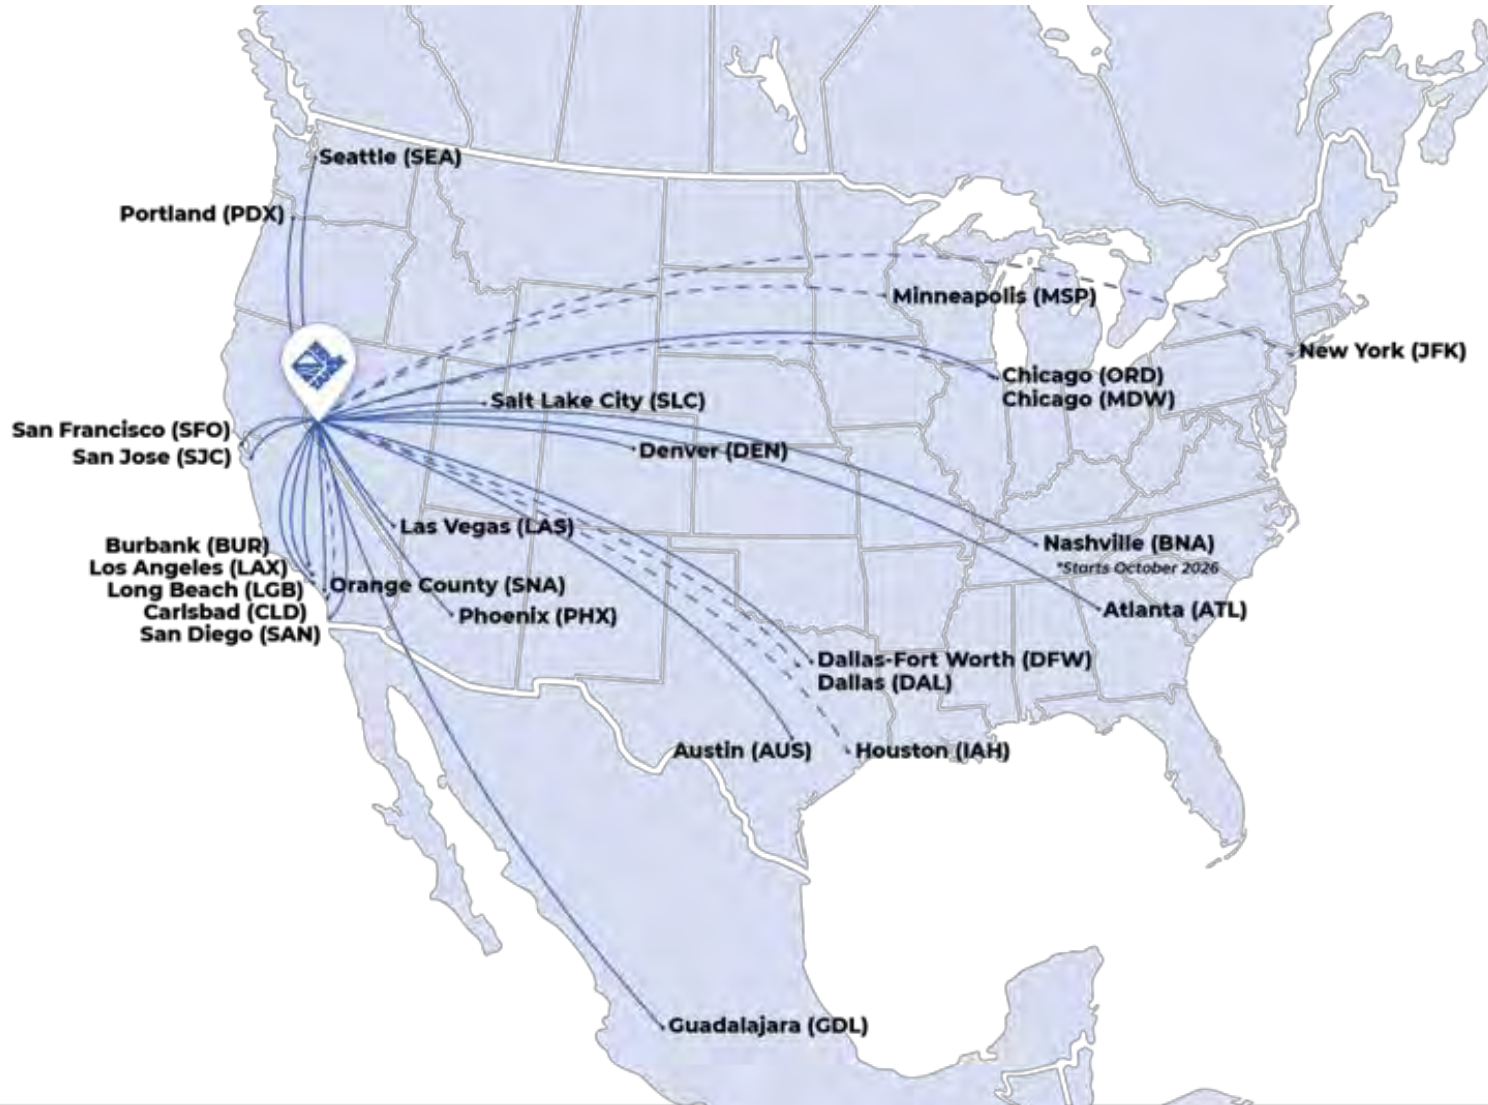 Seattle (SEA)
Portland (PDX)
Minneapolis (MSP)
New York (JFK)
Chicago (ORD)
Chicago (MDW)
Salt Lake City (SLC)
San Francisco (SFO)
San Jose (SJC)
Denver (DEN)
Las Vegas (LAS)
Nashville (BNA)
*Starts October 2026
Burbank (BUR)
Los Angeles (LAX)
Long Beach (LGB)
Orange County (SNA)
Carlsbad (CLD)
San Diego (SAN)
Phoenix (PHX)
Atlanta (ATL)
Dallas-Fort Worth (DFW)
Dallas (DAL)
Austin (AUS)
Houston (IAH)
Guadalajara (GDL)